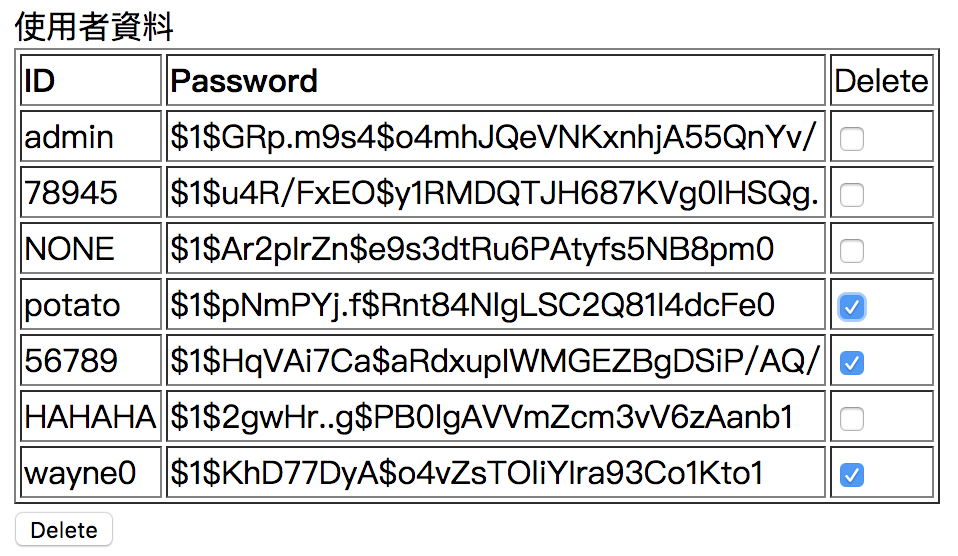 使用者資料
ID Password Delete
admin $1$GRp.m9s4$o4mhJQeVNKxnhjA55QnYv/
78945 $1$u4R/FxEO$y1RMDQTJH687KVg0lHSQg.
NONE $1$Ar2plrZn$e9s3dtRu6PAtyfs5NB8pm0
potato $1$pNmPYj.f$Rnt84NlgLSC2Q81l4dcFe0
56789 $1$HqVAi7Ca$aRdxuplWMGEZBgDSiP/AQ/
HAHAHA $1$2gwHr..g$PB0lgAVVmZcm3vV6zAanb1
wayne0 $1$KhD77DyA$o4vZsTOliYlra93Co1Kto1
Delete